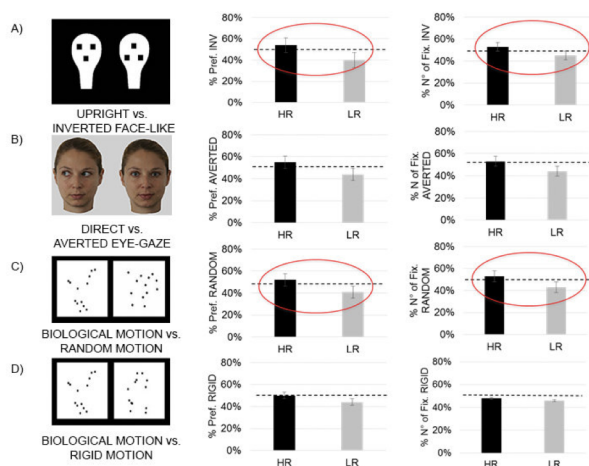 A)
UPRIGHT vs.
INVERTED FACE-LIKE
% Pref. INV
80%
60%
40%
20%
0%
HR LR
% N° of Fix. INV
80%
60%
40%
20%
0%
HR LR
B)
DIRECT vs.
AVERTED EYE-GAZE
% Pref. AVERTED
80%
60%
40%
20%
0%
HR LR
% N of Fix.
AVERTED
80%
60%
40%
20%
0%
HR LR
C)
BIOLOGICAL MOTION vs.
RANDOM MOTION
% Pref. RANDOM
80%
60%
40%
20%
0%
HR LR
% N° of Fix.
RANDOM
80%
60%
40%
20%
0%
HR LR
D)
BIOLOGICAL MOTION vs.
RIGID MOTION
% Pref. RIGID
80%
60%
40%
20%
0%
HR LR
% N° of Fix. RIGID
80%
60%
40%
20%
0%
HR LR